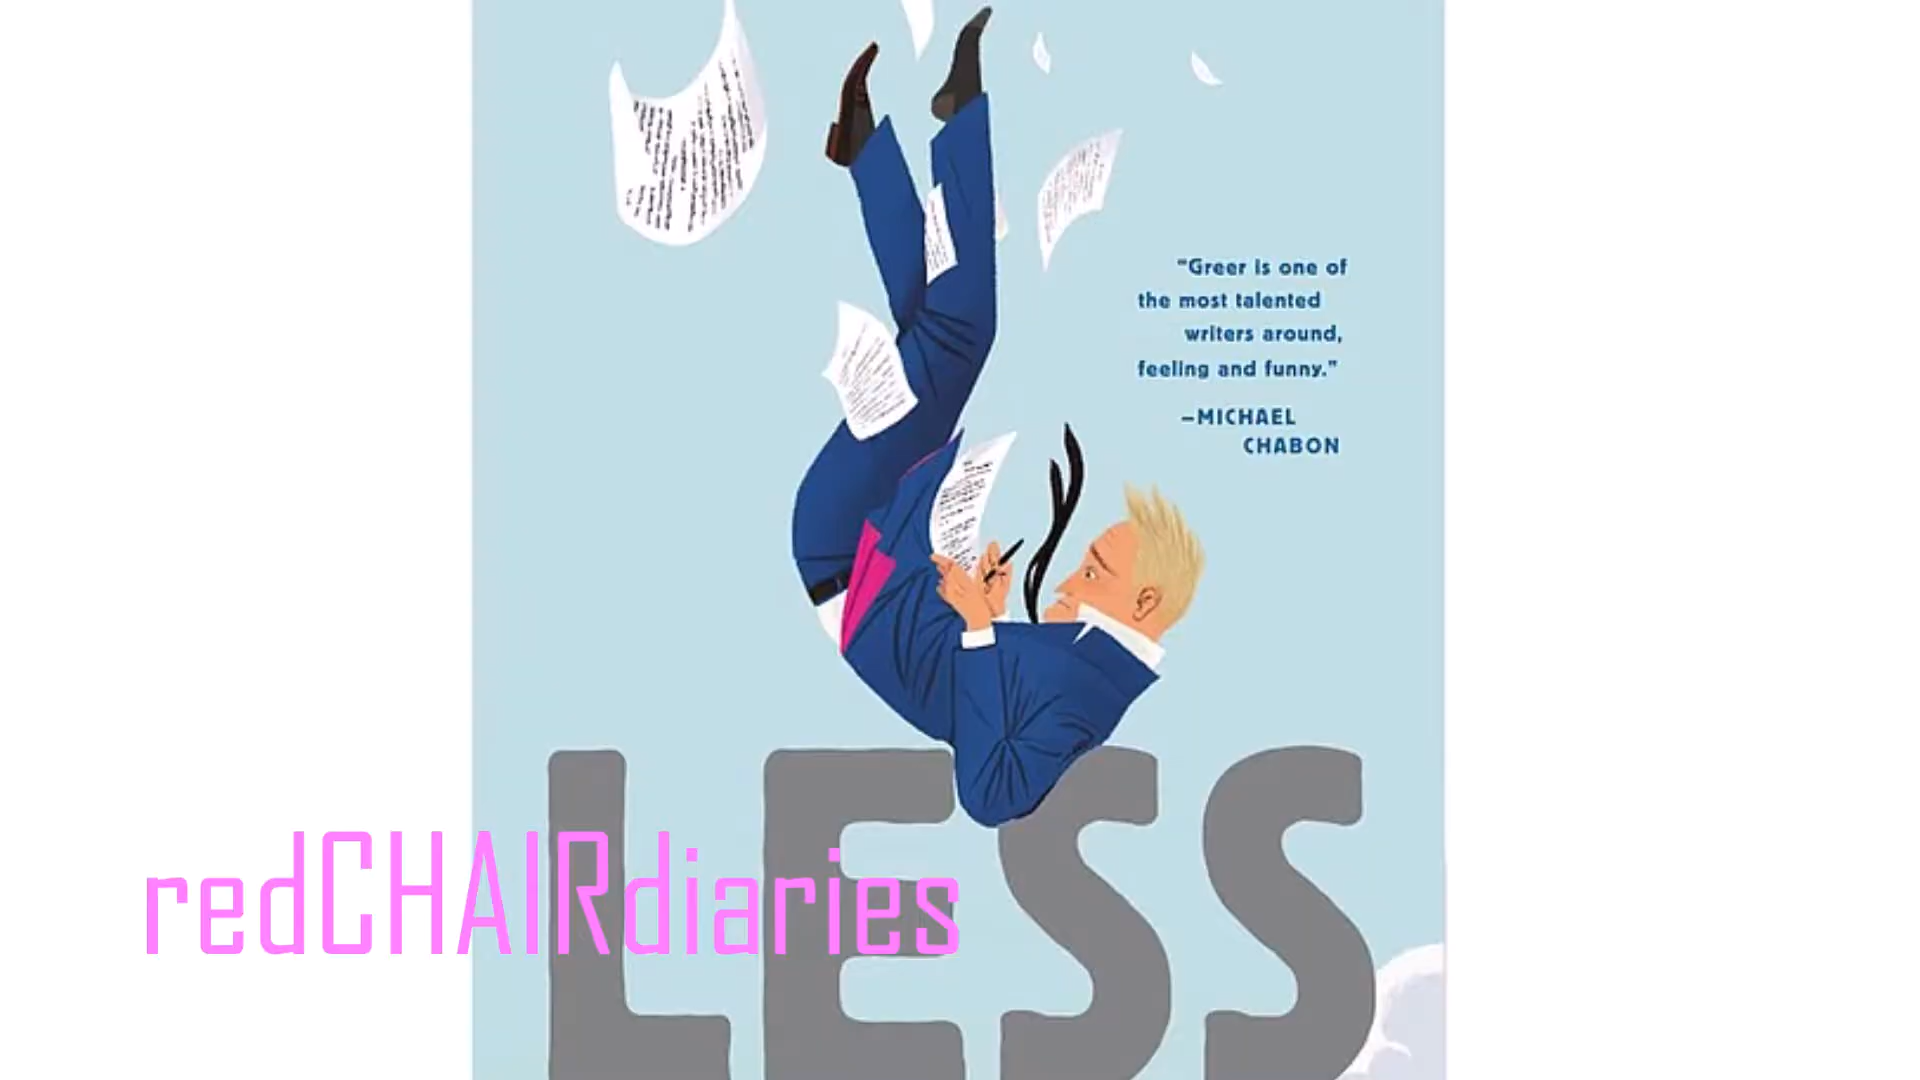 “Greer is one of
the most talented
writers around,
feeling and funny.”
–MICHAEL
CHABON
LESS
redCHAIRdiaries